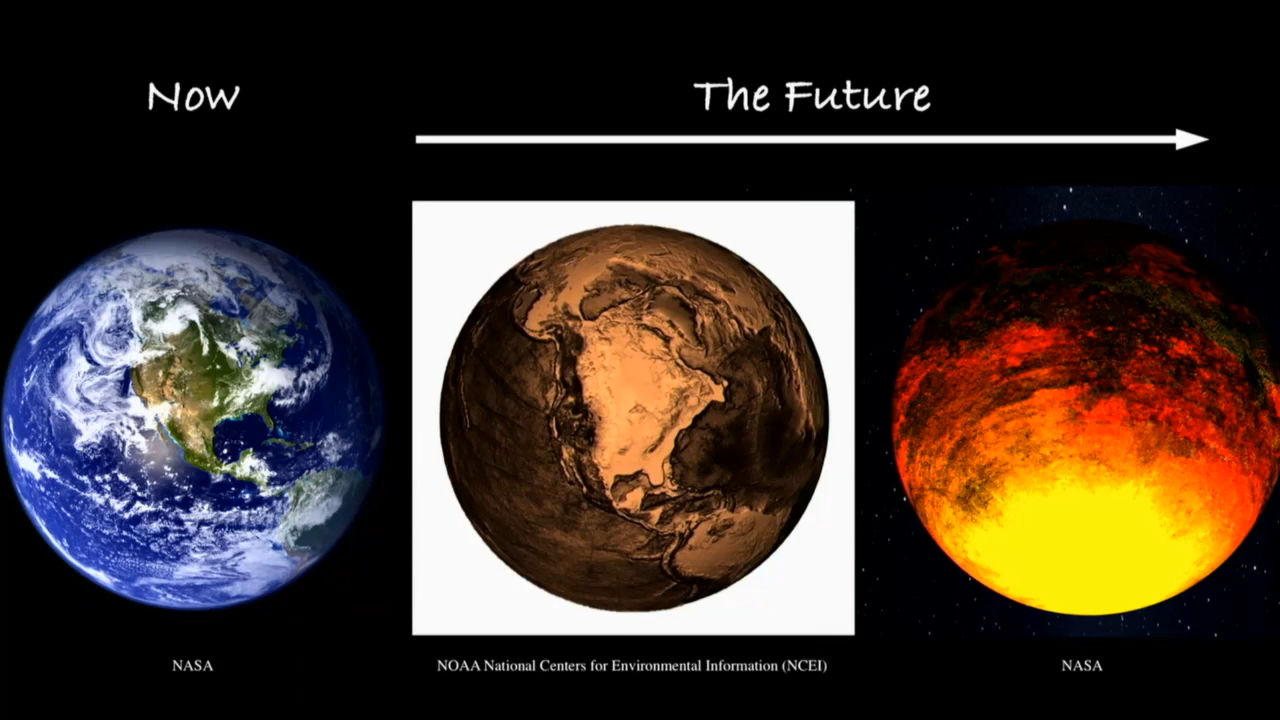 Now
The Future
NASA
NOAA National Centers for Environmental Information (NCEI)
NASA